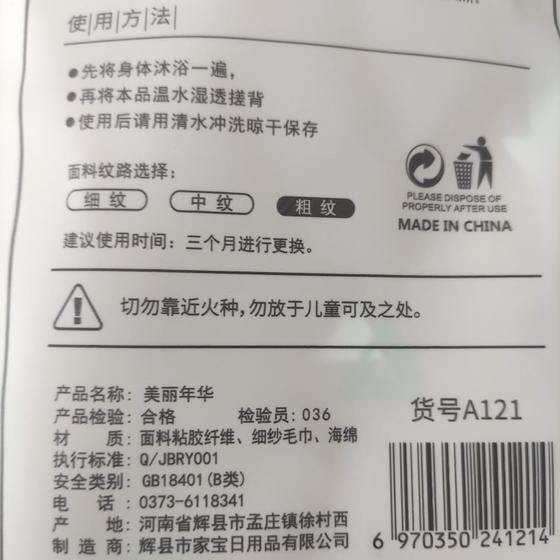 使|用|方|法|
●先将身体沐浴一遍，
●再将本品温水湿透搓背
●使用后请用清水冲洗晾干保存
面料纹路选择：
细纹 中纹 粗纹
建议使用时间：三个月进行更换。
PLEASE DISPOSE OF
PROPERLY AFTER USE
MADE IN CHINA
切勿靠近火种，勿放于儿童可及之处。
产品名称：美丽年华
产品检验：合格 检验员：036
材 质：面料粘胶纤维、细纱毛巾、海绵
执行标准：Q/JBRY001
安全类别：GB18401(B类)
电 话：0373-6118341
产 地：河南省辉县市孟庄镇徐村西
制 造 商：辉县市家宝日用品有限公司
货号A121
6 970350 241214